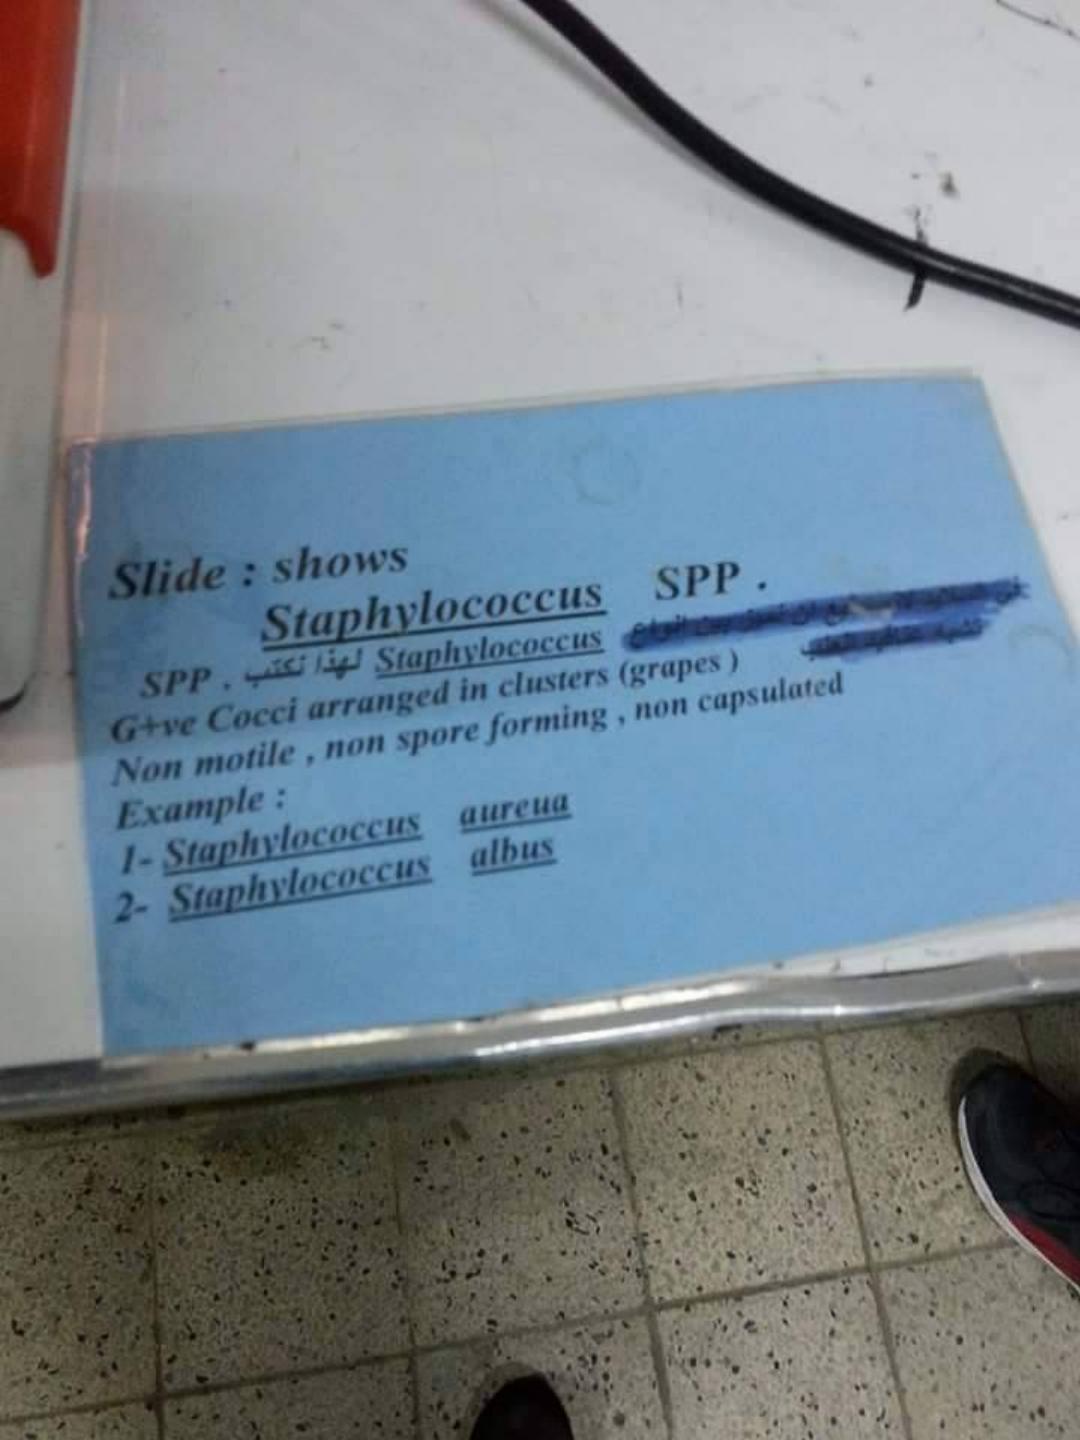 Slide : shows
Staphylococcus SPP .
SPP . لهذا نكتب Staphylococcus
G+ve Cocci arranged in clusters (grapes )
Non motile , non spore forming , non capsulated
Example :
1- Staphylococcus aureua
2- Staphylococcus albus